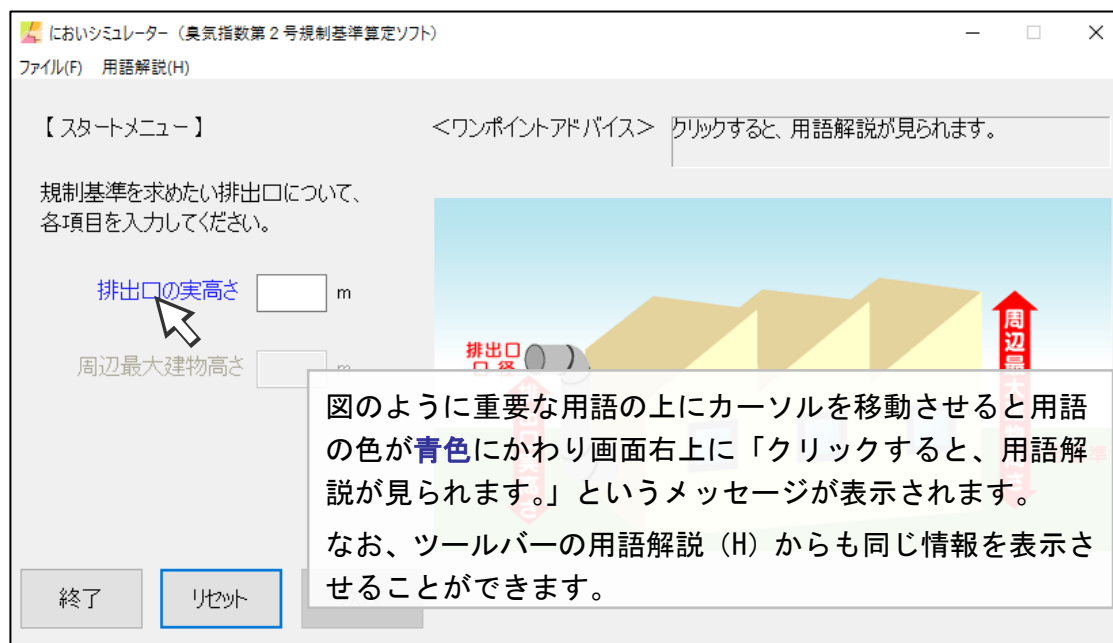 においシミュレーター（臭気指数第２号規制基準算定ソフト）
ファイル(F) 用語解説(H)
【スタートメニュー】
＜ワンポイントアドバイス＞ クリックすると、用語解説が見られます。
規制基準を求めたい排出口について、
各項目を入力してください。
排出口の実高さ m
周辺最大建物高さ m
排出口
口径
周辺最大建物高さ
図のように重要な用語の上にカーソルを移動させると用語
の色が青色にかわり画面右上に「クリックすると、用語解
説が見られます。」というメッセージが表示されます。
なお、ツールバーの用語解説（H）からも同じ情報を表示さ
せることができます。
終了 リセット